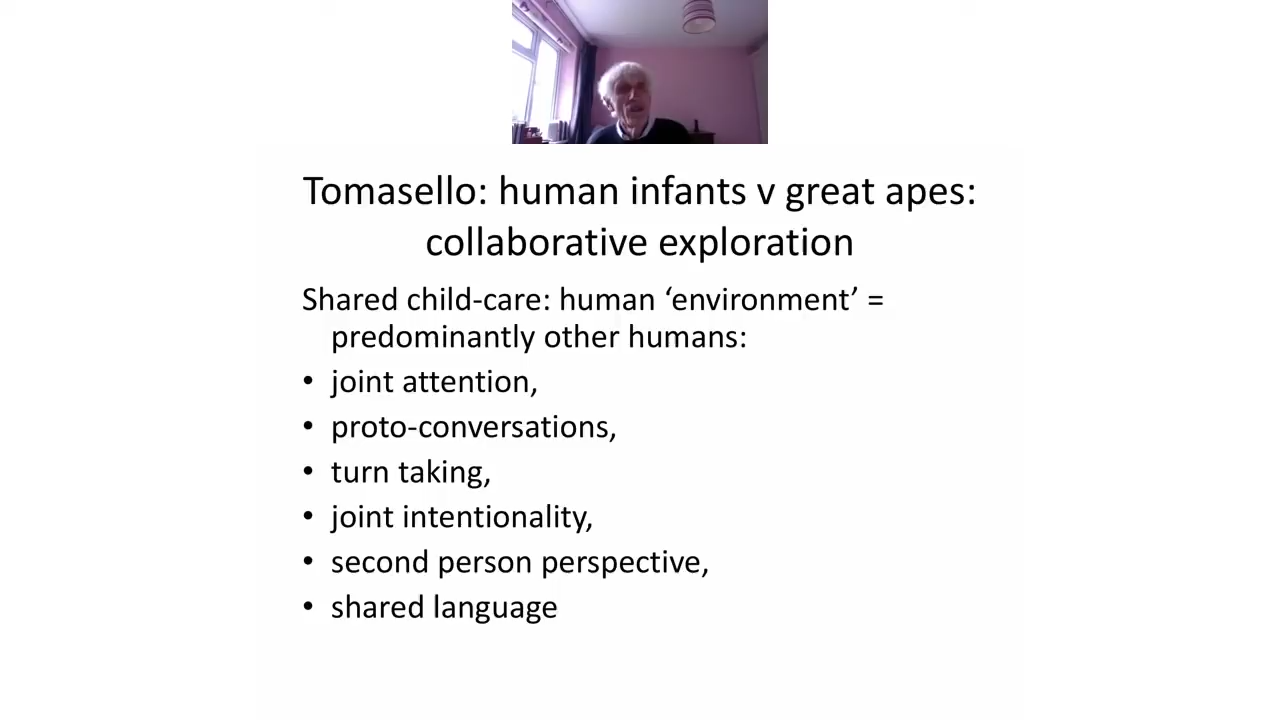 Tomasello: human infants v great apes:
collaborative exploration
Shared child-care: human ‘environment’ =
predominantly other humans:
• joint attention,
• proto-conversations,
• turn taking,
• joint intentionality,
• second person perspective,
• shared language